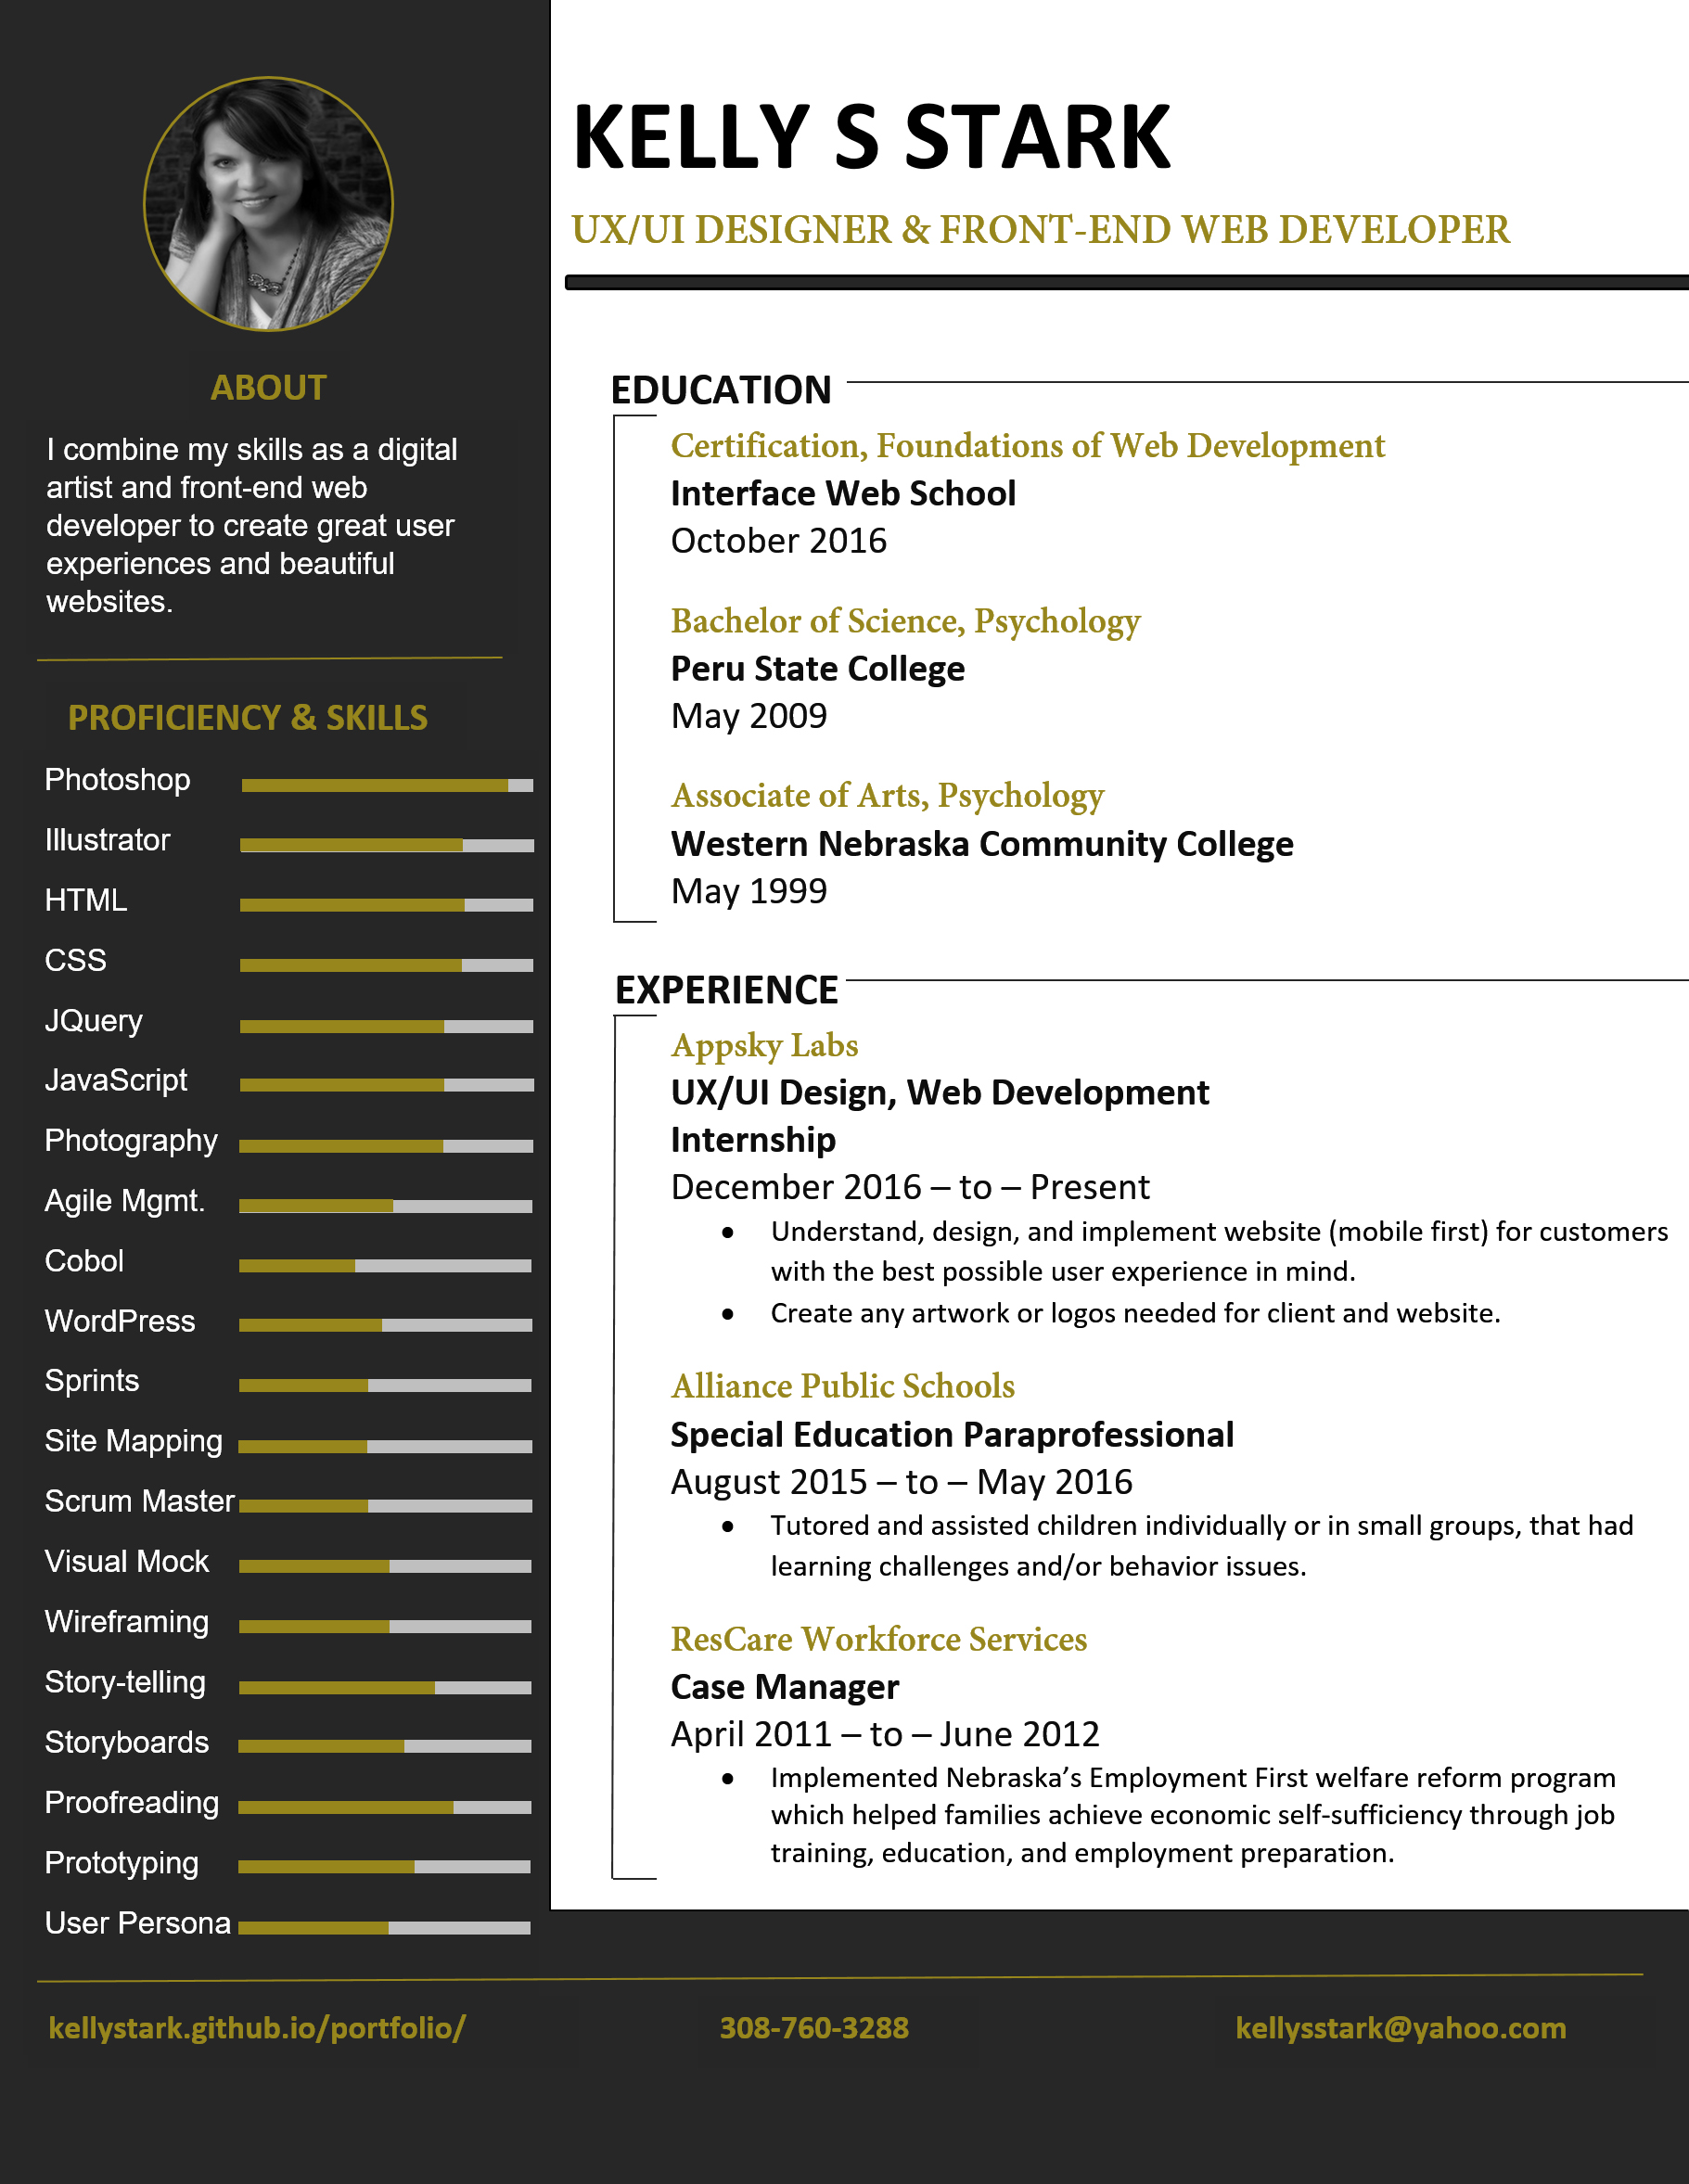 KELLY S STARK
UX/UI DESIGNER & FRONT-END WEB DEVELOPER
ABOUT
I combine my skills as a digital
artist and front-end web
developer to create great user
experiences and beautiful
websites.
PROFICIENCY & SKILLS
Photoshop
Illustrator
HTML
CSS
JQuery
JavaScript
Photography
Agile Mgmt.
Cobol
WordPress
Sprints
Site Mapping
Scrum Master
Visual Mock
Wireframing
Story-telling
Storyboards
Proofreading
Prototyping
User Persona
EDUCATION
Certification, Foundations of Web Development
Interface Web School
October 2016
Bachelor of Science, Psychology
Peru State College
May 2009
Associate of Arts, Psychology
Western Nebraska Community College
May 1999
EXPERIENCE
Appsky Labs
UX/UI Design, Web Development
Internship
December 2016 – to – Present
• Understand, design, and implement website (mobile first) for customers
with the best possible user experience in mind.
• Create any artwork or logos needed for client and website.
Alliance Public Schools
Special Education Paraprofessional
August 2015 – to – May 2016
• Tutored and assisted children individually or in small groups, that had
learning challenges and/or behavior issues.
ResCare Workforce Services
Case Manager
April 2011 – to – June 2012
• Implemented Nebraska’s Employment First welfare reform program
which helped families achieve economic self-sufficiency through job
training, education, and employment preparation.
kellystark.github.io/portfolio/
308-760-3288
kellysstark@yahoo.com